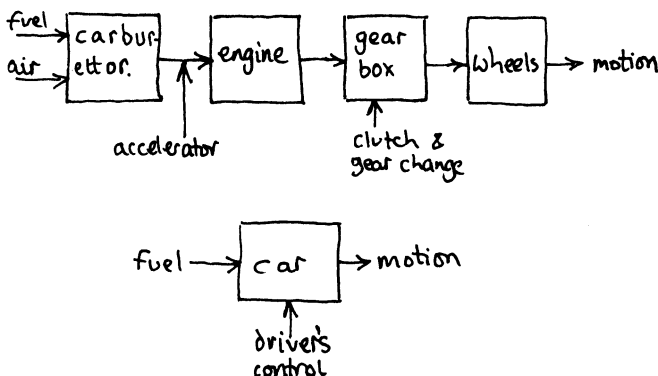 fuel
air
carbur-
ettor.
engine
gear
box
wheels
motion
accelerator
clutch &
gear change
fuel
car
motion
driver's
control